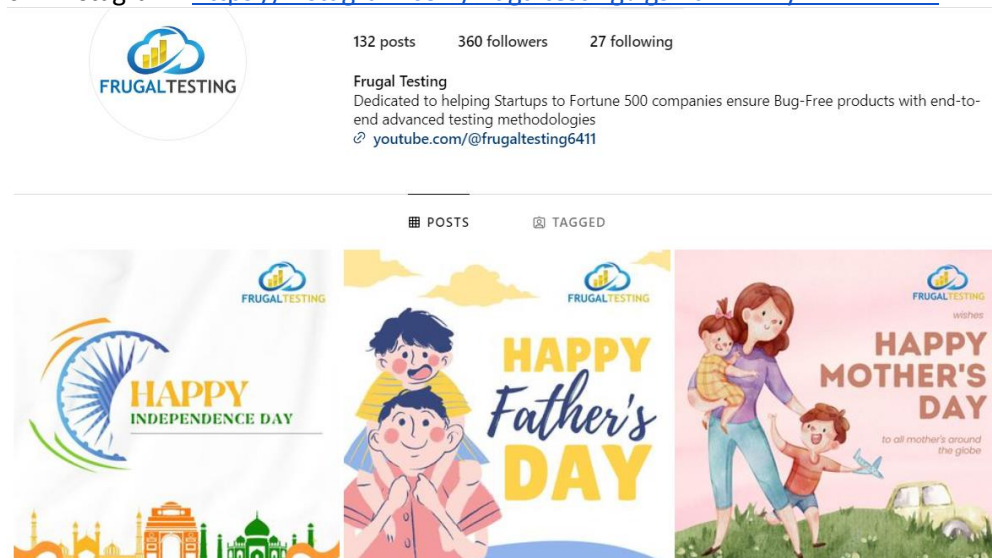 132 posts 360 followers 27 following
FRUGALTESTING
Frugal Testing
Dedicated to helping Startups to Fortune 500 companies ensure Bug-Free products with end-to-
end advanced testing methodologies
youtube.com/@frugaltesting6411
POSTS TAGGED
FRUGALTESTING
HAPPY
INDEPENDENCE DAY
FRUGALTESTING
HAPPY
Father's
DAY
FRUGALTESTING
wishes
HAPPY
MOTHER'S
DAY
to all mother's around
the globe